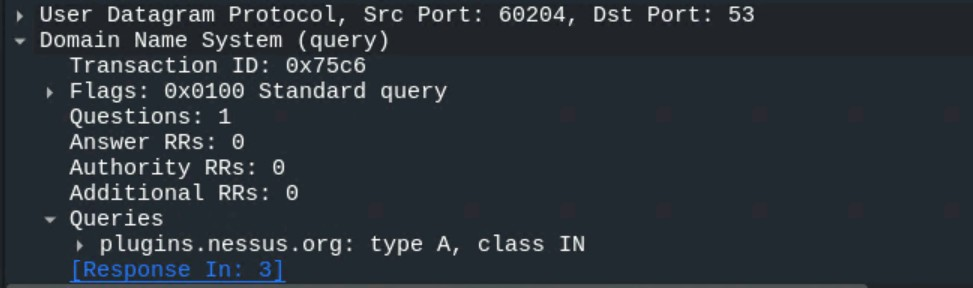 User Datagram Protocol, Src Port: 60204, Dst Port: 53
Domain Name System (query)
Transaction ID: 0x75c6
Flags: 0x0100 Standard query
Questions: 1
Answer RRs: 0
Authority RRs: 0
Additional RRs: 0
Queries
plugins.nessus.org: type A, class IN
[Response In: 3]